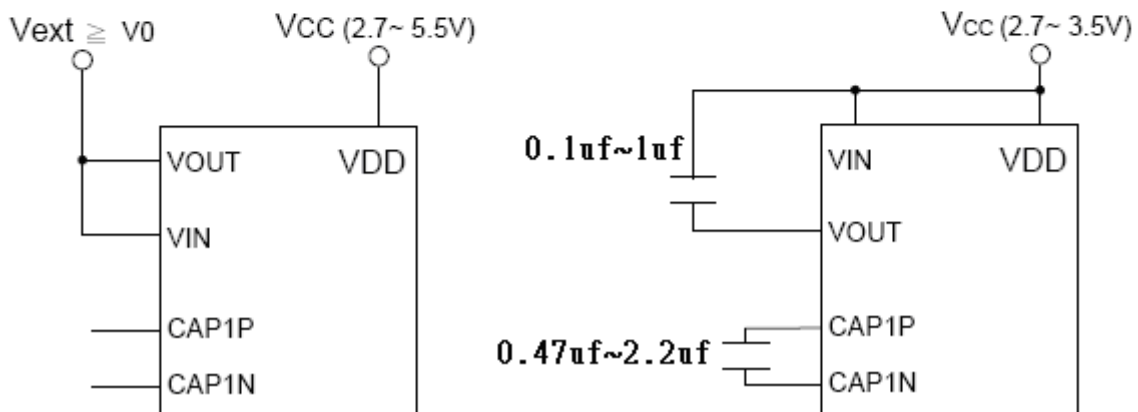 Vext ≧ V0
VCC (2.7~ 5.5V)
VOUT
VDD
VIN
CAP1P
CAP1N
Vcc (2.7~ 3.5V)
0.1uf~1uf
VIN
VDD
VOUT
0.47uf~2.2uf
CAP1P
CAP1N